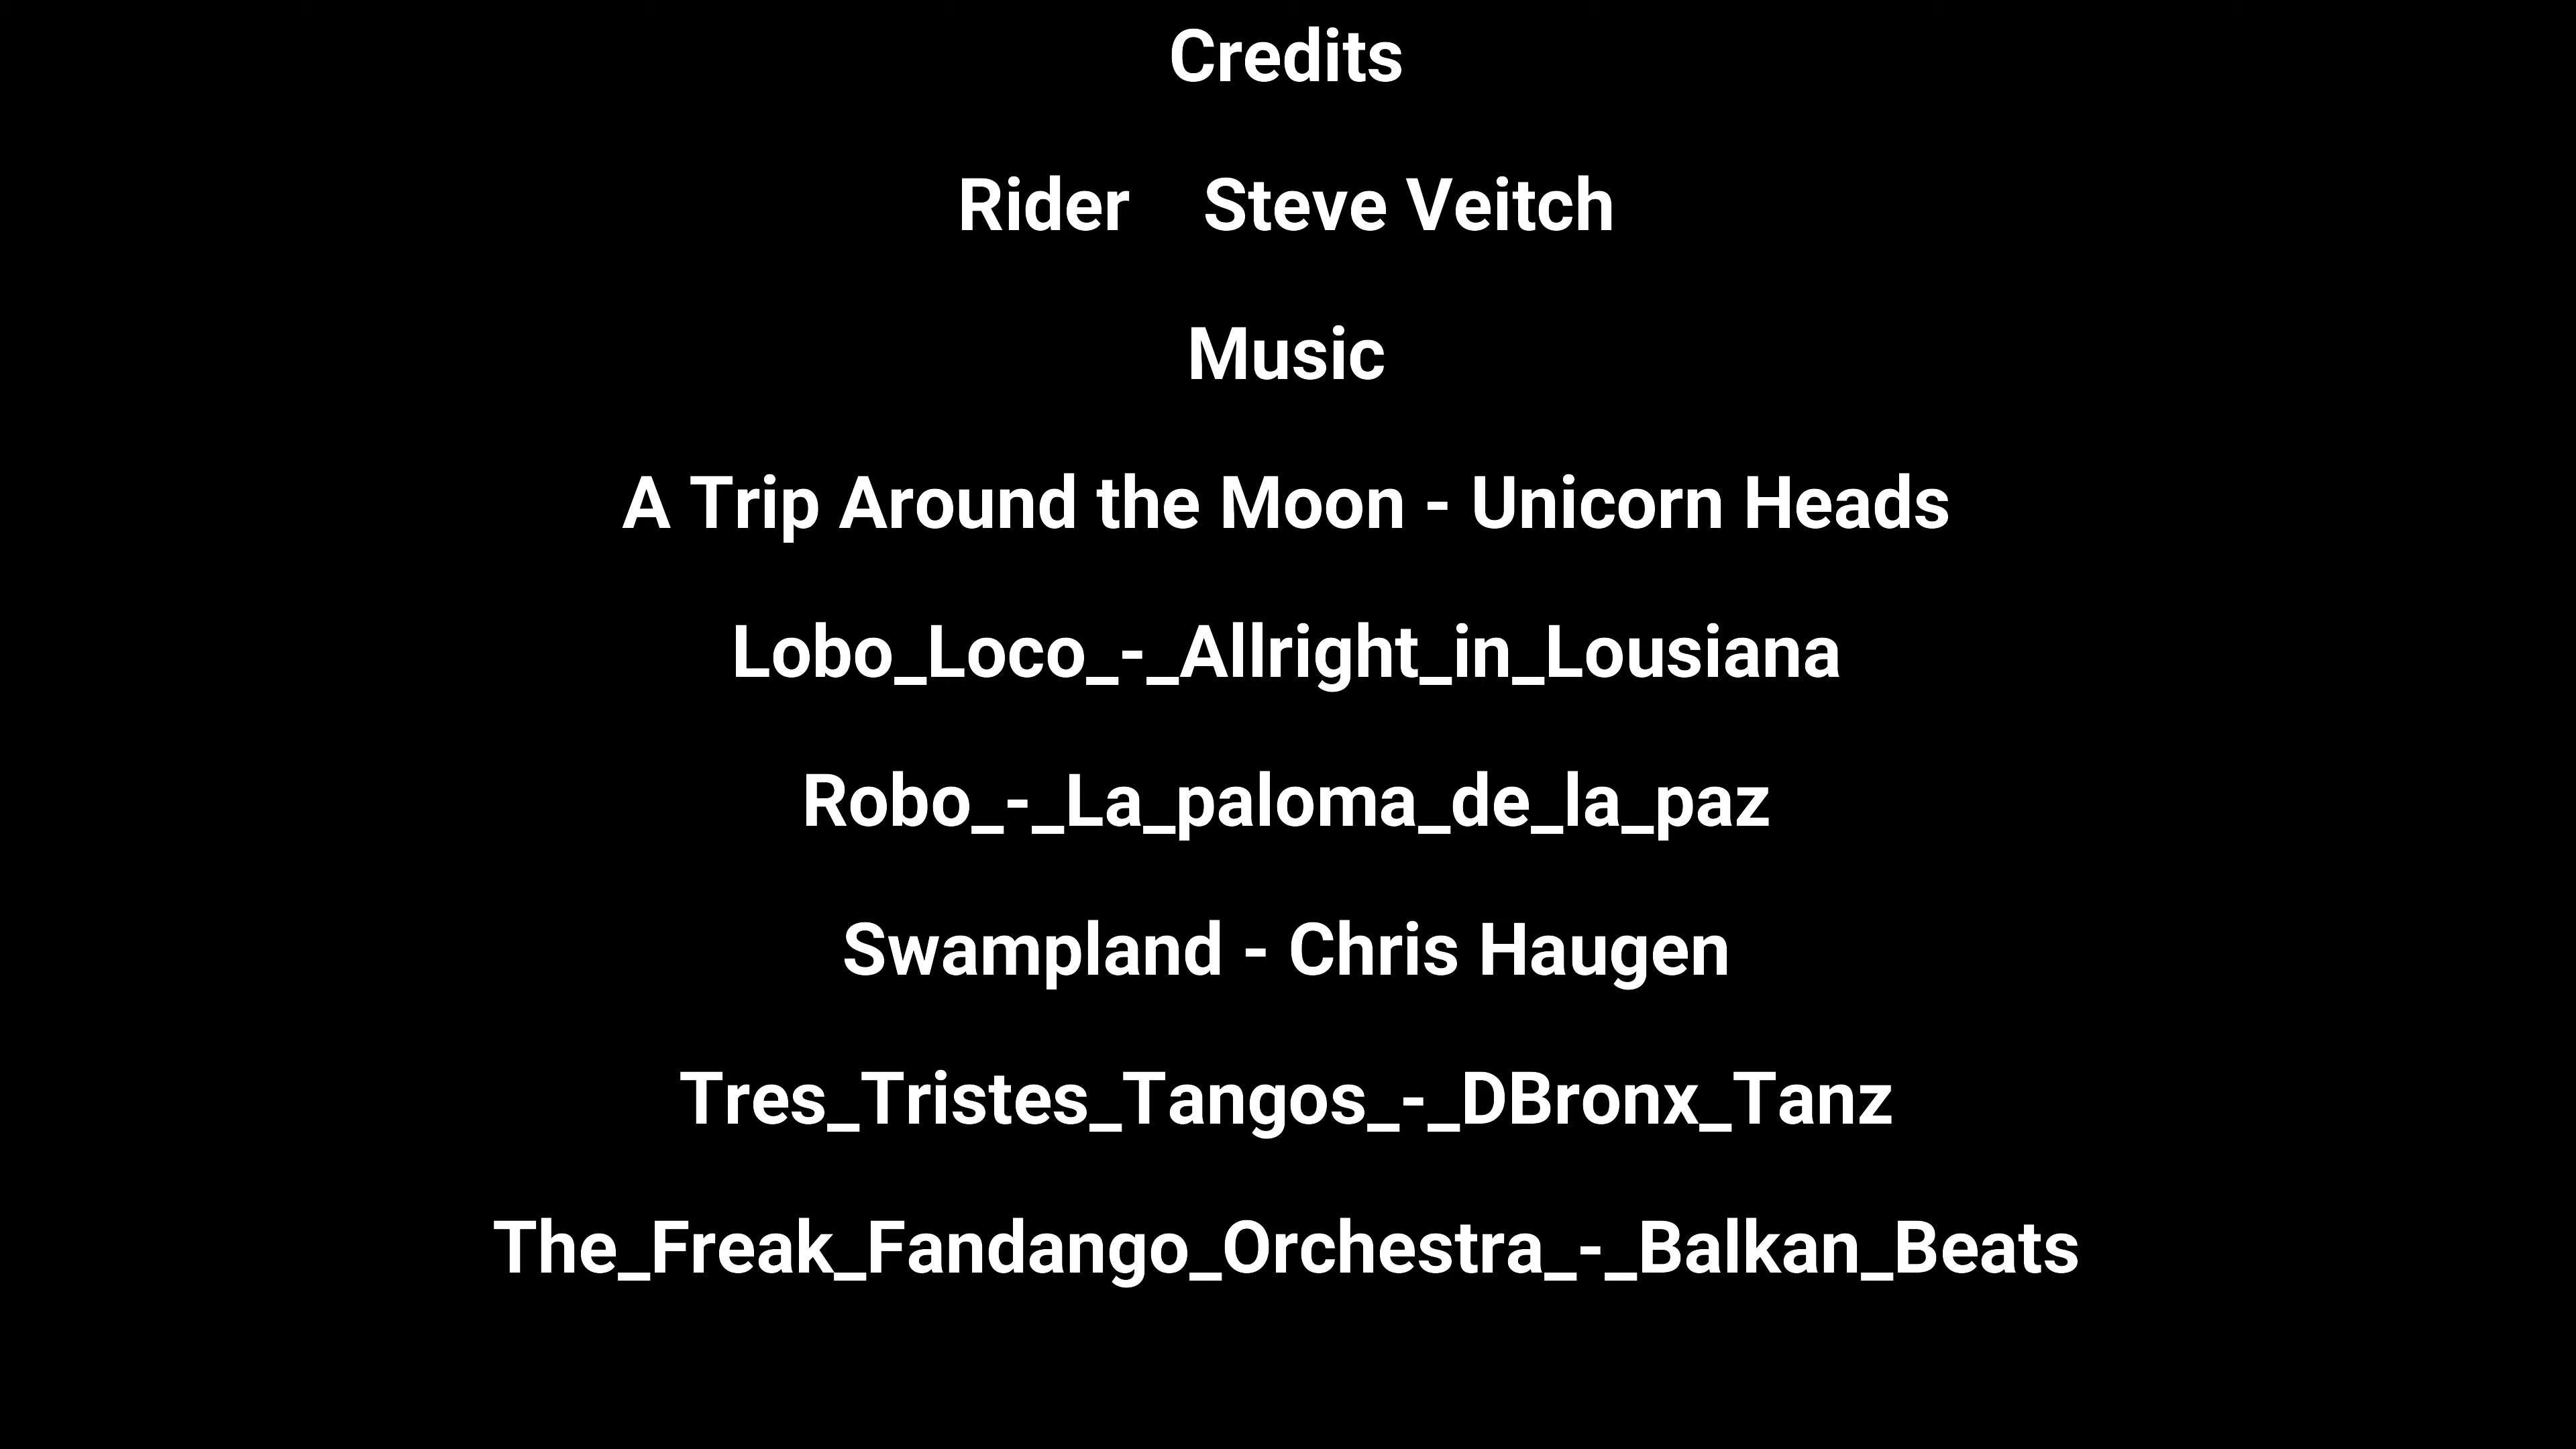 Credits
Rider    Steve Veitch
Music
A Trip Around the Moon - Unicorn Heads
Lobo_Loco_-_Allright_in_Lousiana
Robo_-_La_paloma_de_la_paz
Swampland - Chris Haugen
Tres_Tristes_Tangos_-_DBronx_Tanz
The_Freak_Fandango_Orchestra_-_Balkan_Beats